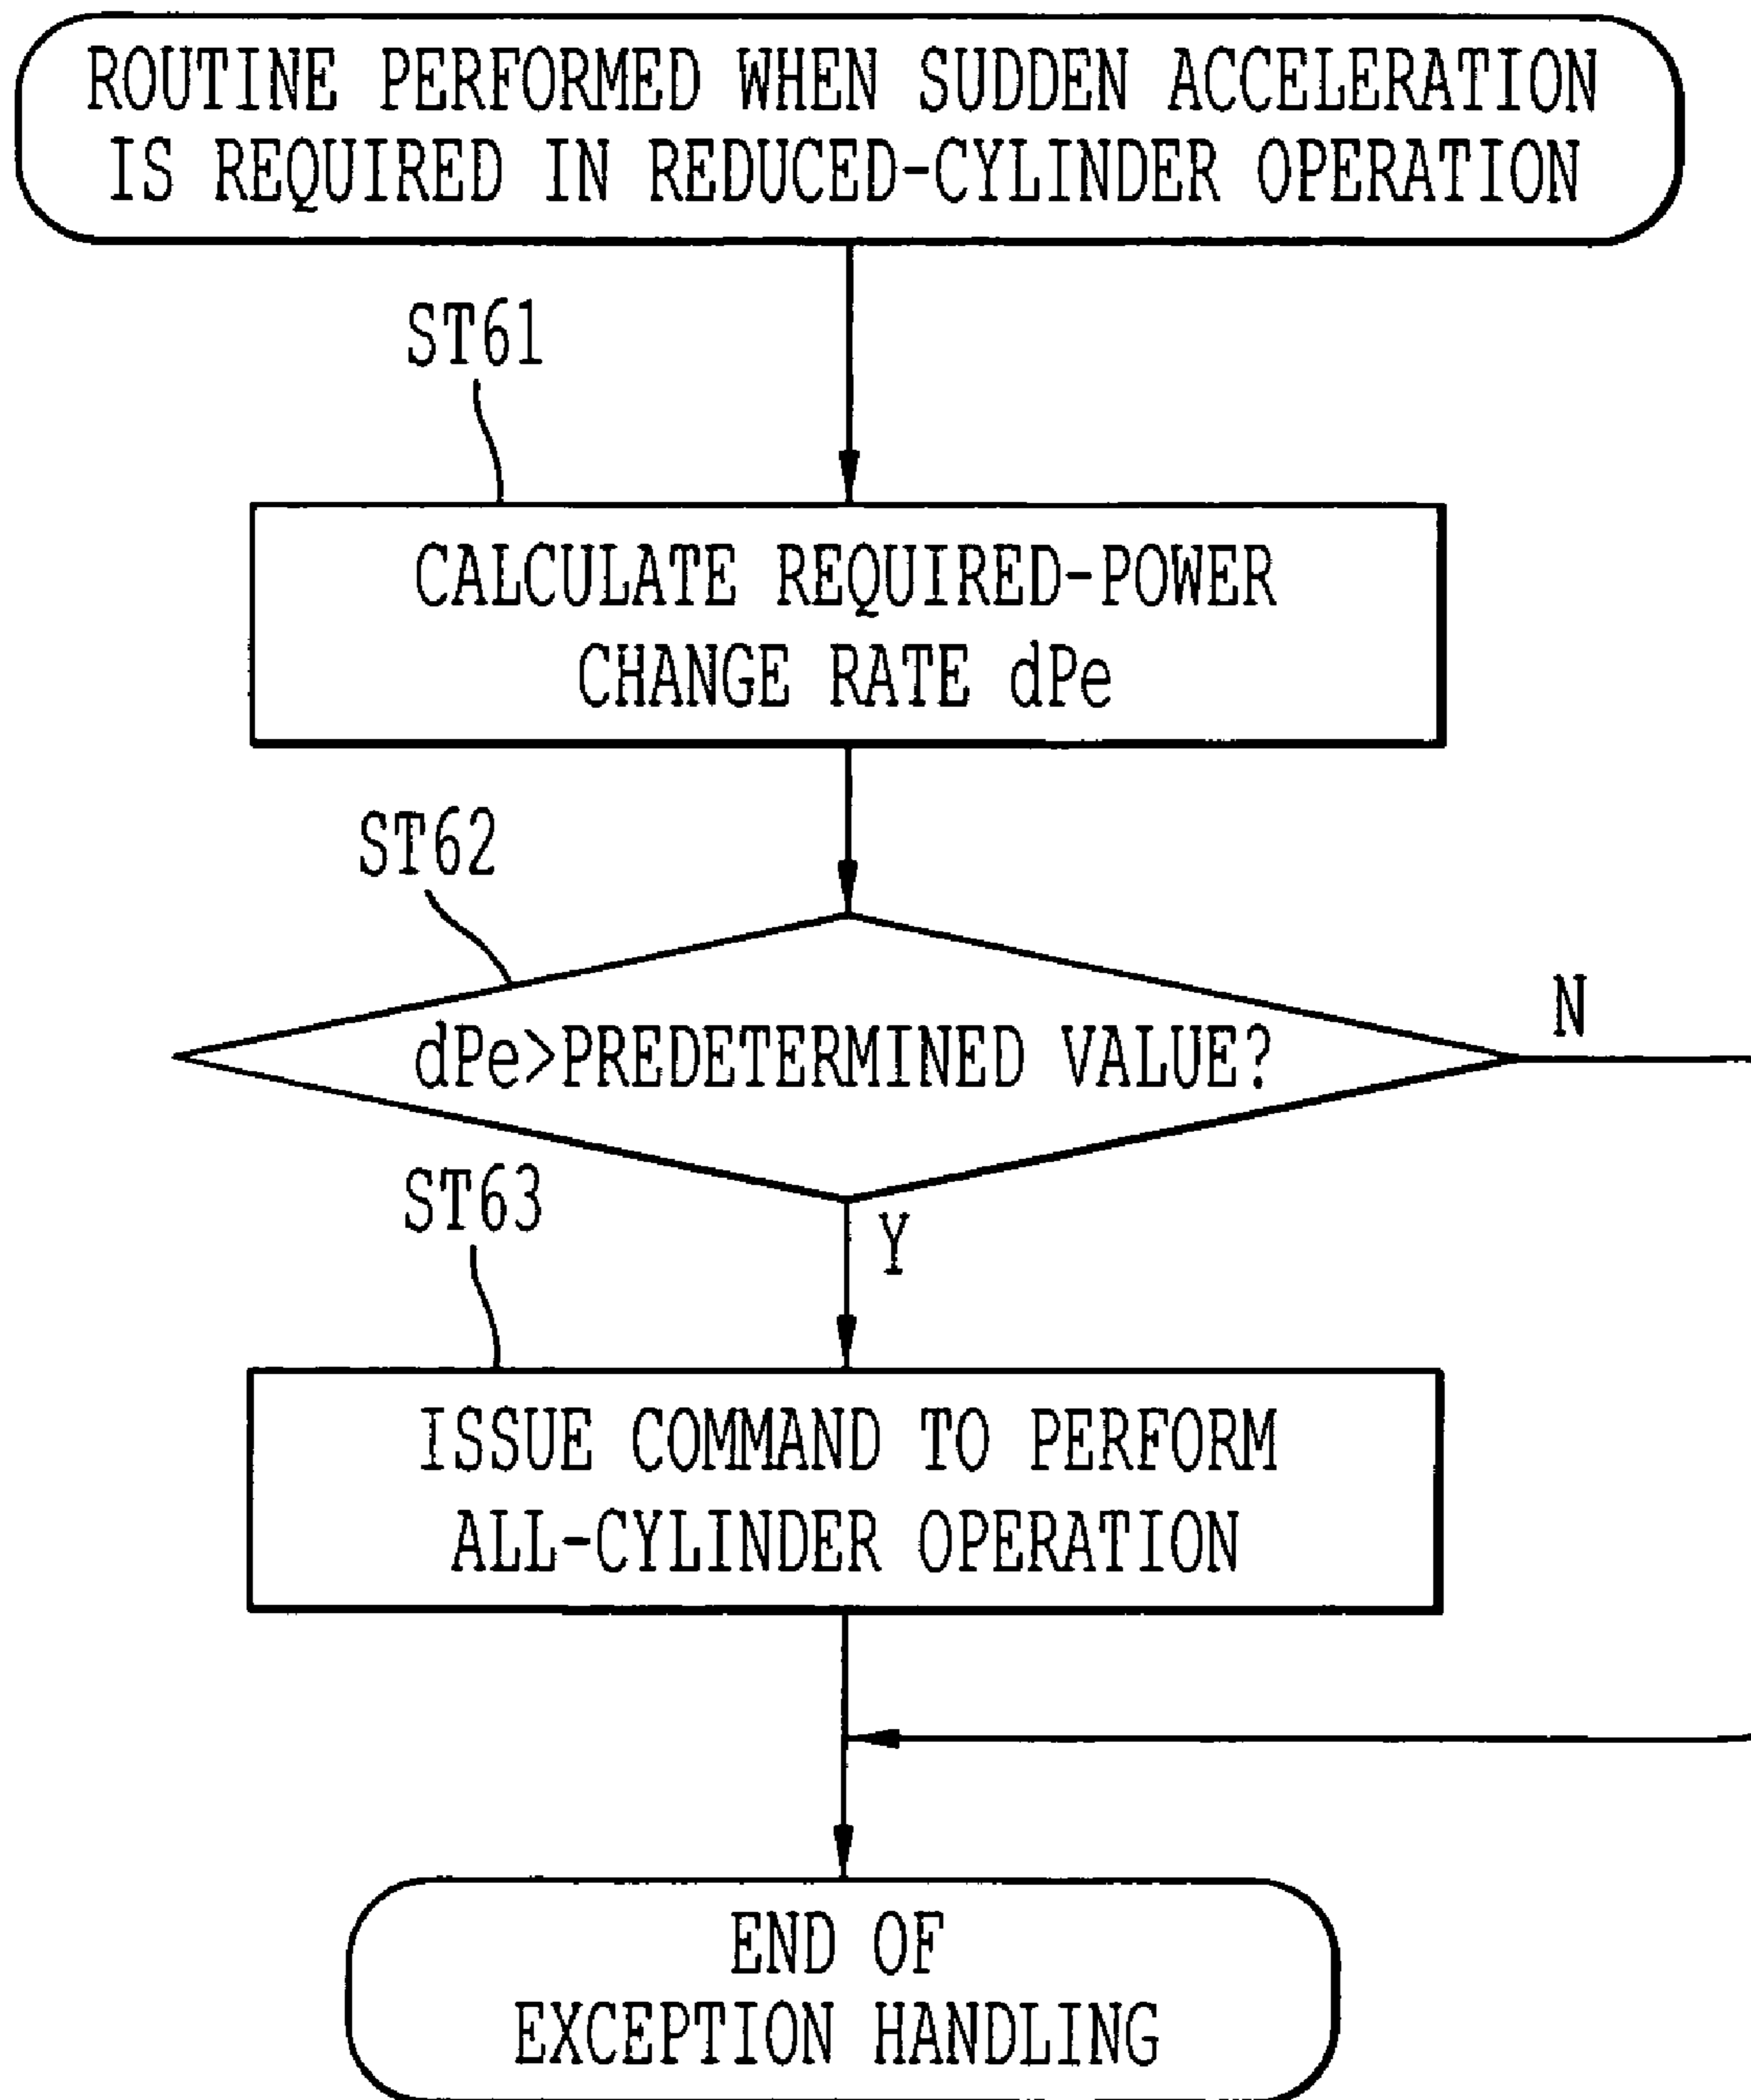 ROUTINE PERFORMED WHEN SUDDEN ACCELERATION
IS REQUIRED IN REDUCED-CYLINDER OPERATION
ST61
CALCULATE REQUIRED-POWER
CHANGE RATE dPe
ST62
dPe>PREDETERMINED VALUE?
N
ST63
Y
ISSUE COMMAND TO PERFORM
ALL-CYLINDER OPERATION
END OF
EXCEPTION HANDLING